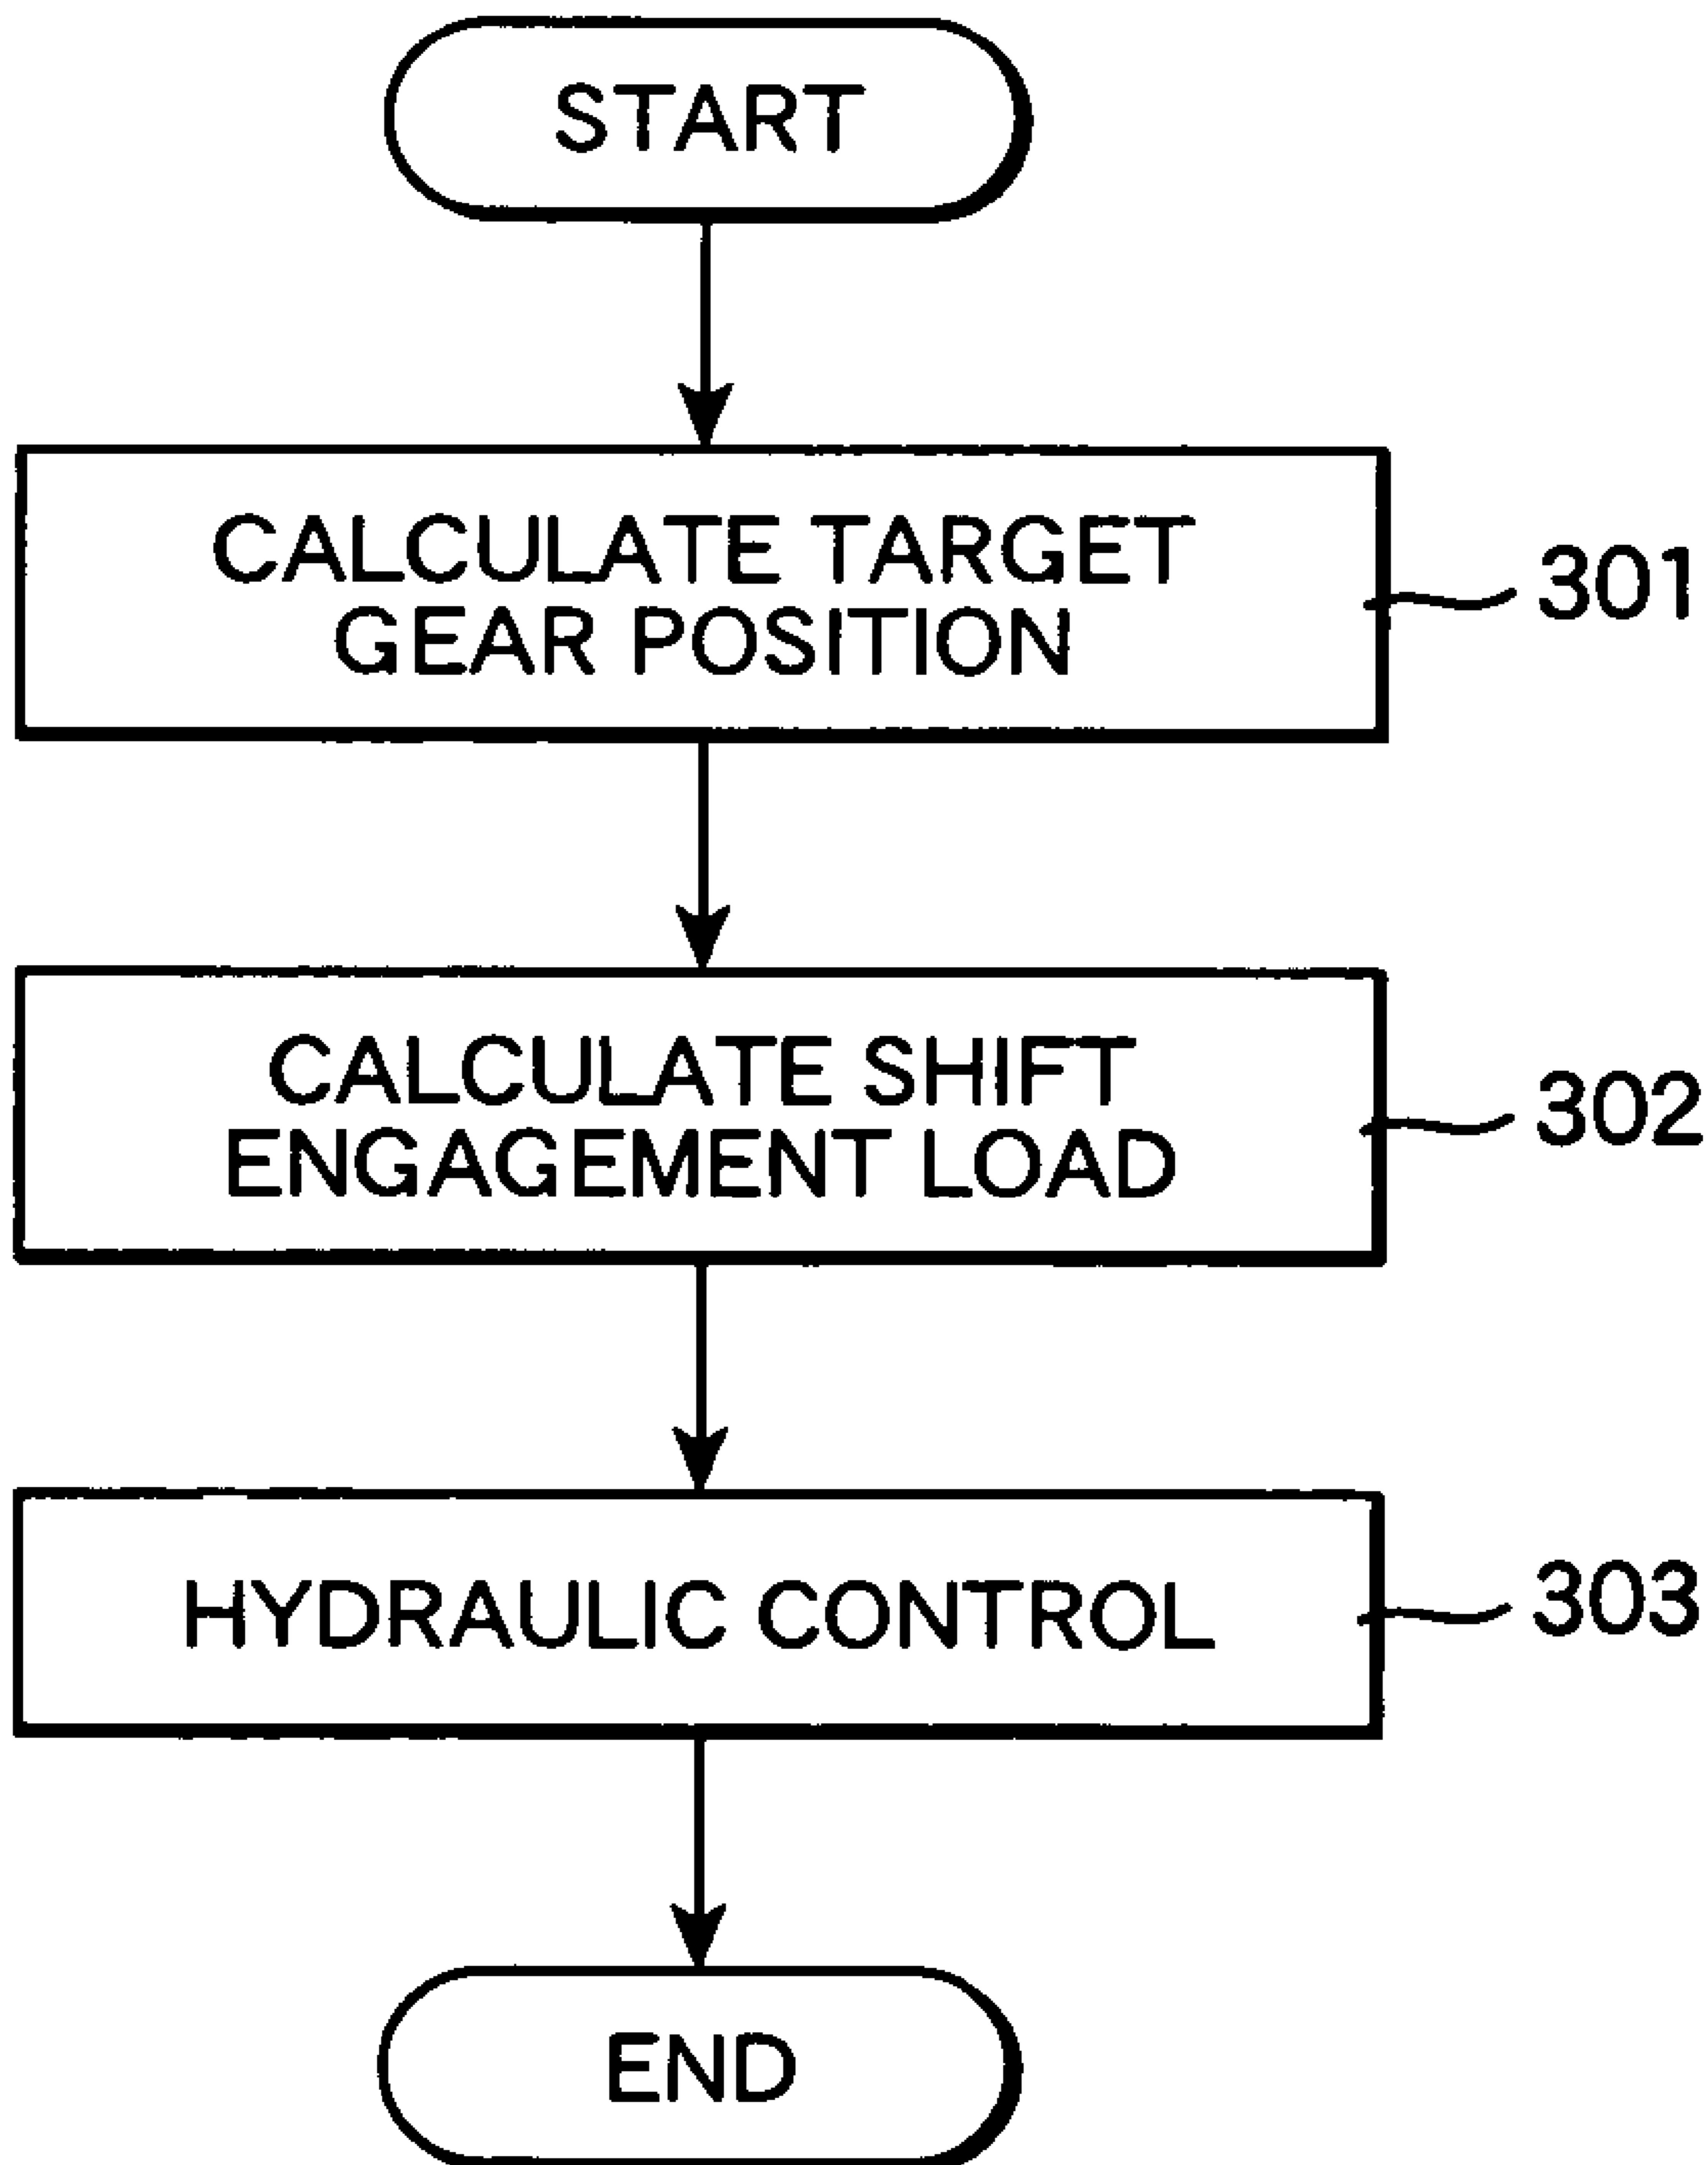 START
CALCULATE TARGET
GEAR POSITION
301
CALCULATE SHIFT
ENGAGEMENT LOAD
302
HYDRAULIC CONTROL
303
END